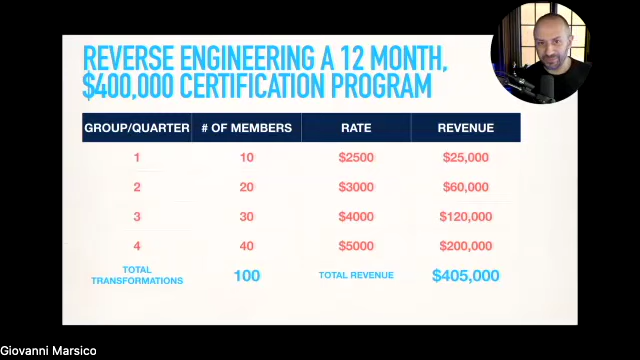 REVERSE ENGINEERING A 12 MONTH,
$400,000 CERTIFICATION PROGRAM
GROUP/QUARTER # OF MEMBERS RATE REVENUE
1 10 $2500 $25,000
2 20 $3000 $60,000
3 30 $4000 $120,000
4 40 $5000 $200,000
TOTAL
TRANSFORMATIONS 100 TOTAL REVENUE $405,000
Giovanni Marsico